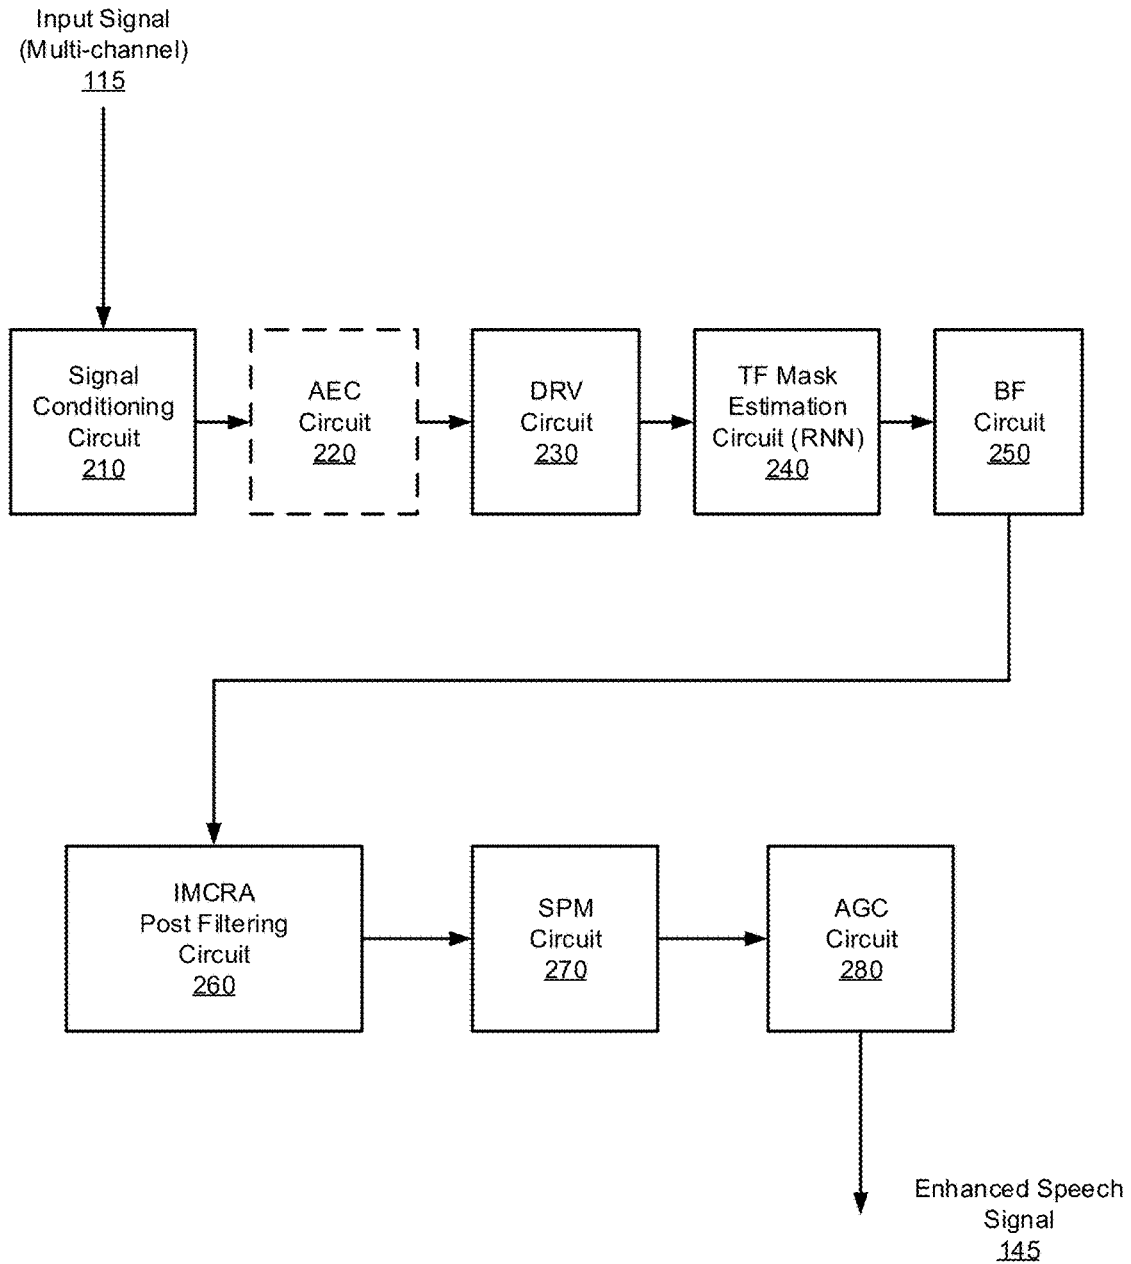 Input Signal
(Multi-channel)
115
Signal
Conditioning
Circuit
210
AEC
Circuit
220
DRV
Circuit
230
TF Mask
Estimation
Circuit (RNN)
240
BF
Circuit
250
IMCRA
Post Filtering
Circuit
260
SPM
Circuit
270
AGC
Circuit
280
Enhanced Speech
Signal
145